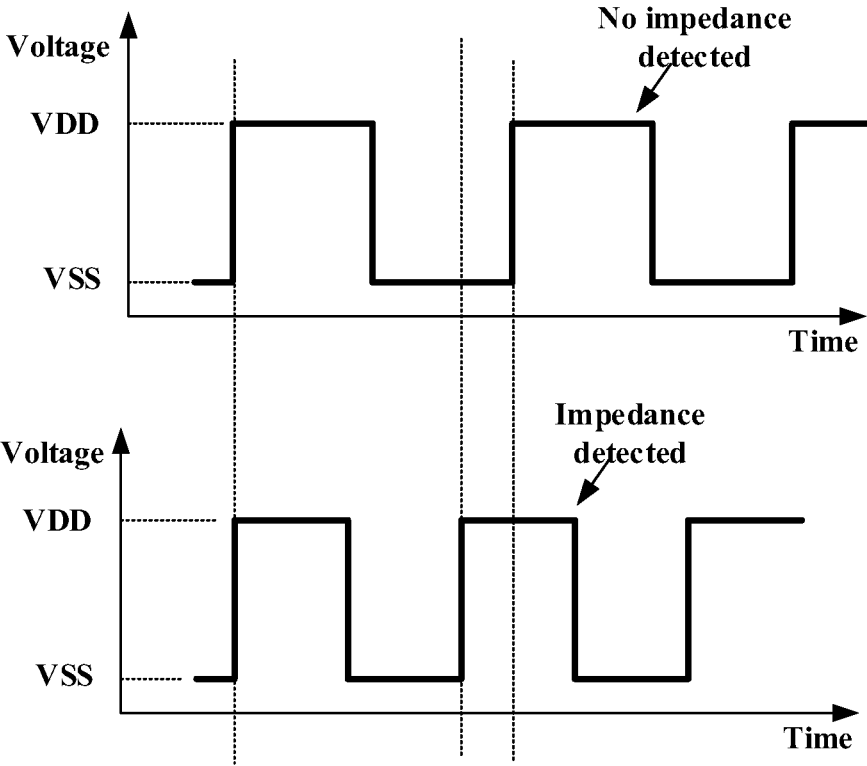 No impedance
detected
Voltage
VDD
VSS
Time
Impedance
detected
Voltage
VDD
VSS
Time